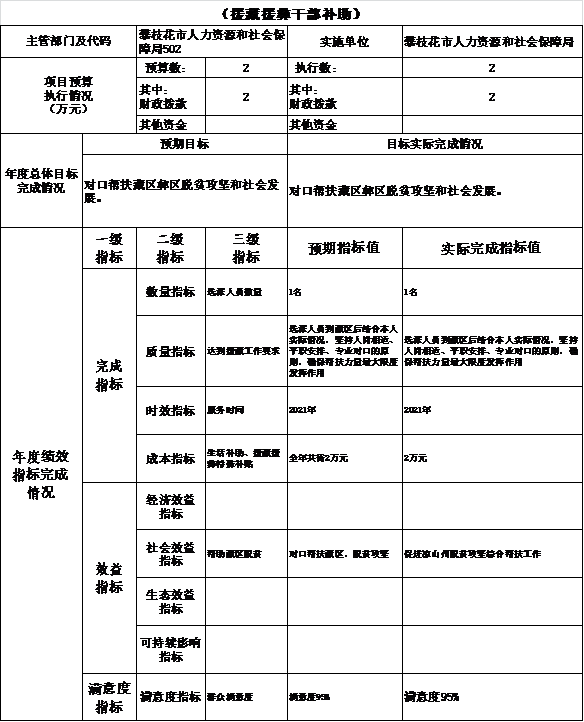 （援藏援彝干部补助）
主管部门及代码 攀枝花市人力资源和社会保障局502 实施单位 攀枝花市人力资源和社会保障局
项目预算执行情况（万元） 预算数： 2 执行数： 2
其中：财政拨款 2 其中：财政拨款 2
其他资金 其他资金
年度总体目标完成情况 预期目标 目标实际完成情况
对口帮扶藏区彝区脱贫攻坚和社会发展。 对口帮扶藏区彝区脱贫攻坚和社会发展。
年度绩效指标完成情况 一级指标 二级指标 三级指标 预期指标值 实际完成指标值
完成指标 数量指标 选派人员数量 1名 1名
质量指标 达到援藏工作要求 选派人员到藏区后结合本人实际情况，坚持人岗相适、平职安排、专业对口的原则，确保帮扶力量最大限度发挥作用 选派人员到藏区后结合本人实际情况，坚持人岗相适、平职安排、专业对口的原则，确保帮扶力量最大限度发挥作用
时效指标 服务时间 2021年 2021年
成本指标 生活补助、援藏援彝特殊补贴 全年共需2万元 2万元
效益指标 经济效益指标
社会效益指标 帮助藏区脱贫 对口帮扶藏区，脱贫攻坚 促进凉山州脱贫攻坚综合帮扶工作
生态效益指标
可持续影响指标
满意度指标 满意度指标 群众满意度 满意度95% 满意度95%